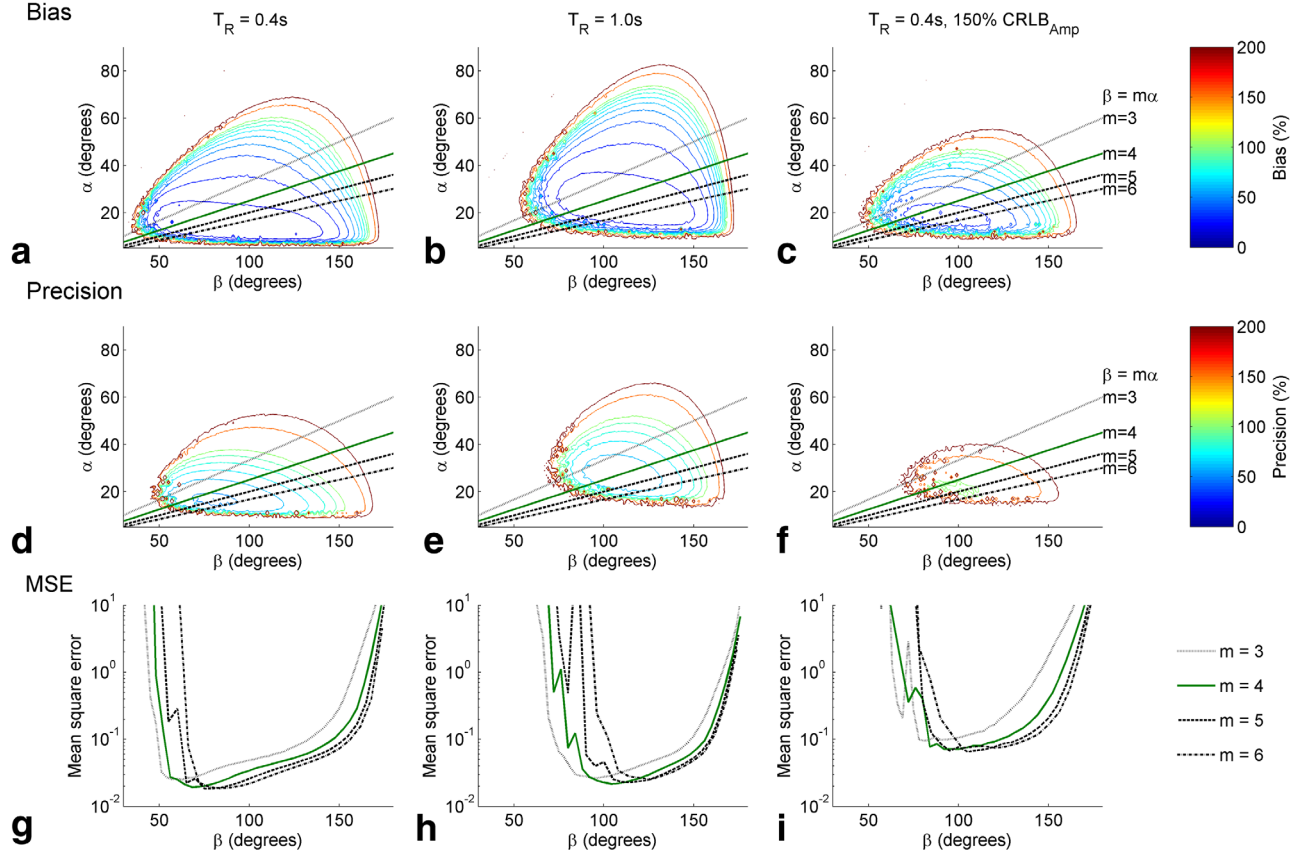 Bias
T_R = 0.4s
T_R = 1.0s
T_R = 0.4s, 150% CRLB_Amp
80
60
40
20
α (degrees)
50 100 150
β (degrees)
a
80
60
40
20
α (degrees)
50 100 150
β (degrees)
b
80
60
40
20
α (degrees)
50 100 150
β (degrees)
c
β = mα
m=3
m=4
m=5
m=6
200
150
100
50
0
Bias (%)
Precision
80
60
40
20
α (degrees)
50 100 150
β (degrees)
d
80
60
40
20
α (degrees)
50 100 150
β (degrees)
e
80
60
40
20
α (degrees)
50 100 150
β (degrees)
f
β = mα
m=3
m=4
m=5
m=6
200
150
100
50
0
Precision (%)
MSE
10^1
10^0
10^-1
10^-2
Mean square error
50 100 150
β (degrees)
g
10^1
10^0
10^-1
10^-2
Mean square error
50 100 150
β (degrees)
h
10^1
10^0
10^-1
10^-2
Mean square error
50 100 150
β (degrees)
i
m = 3
m = 4
m = 5
m = 6